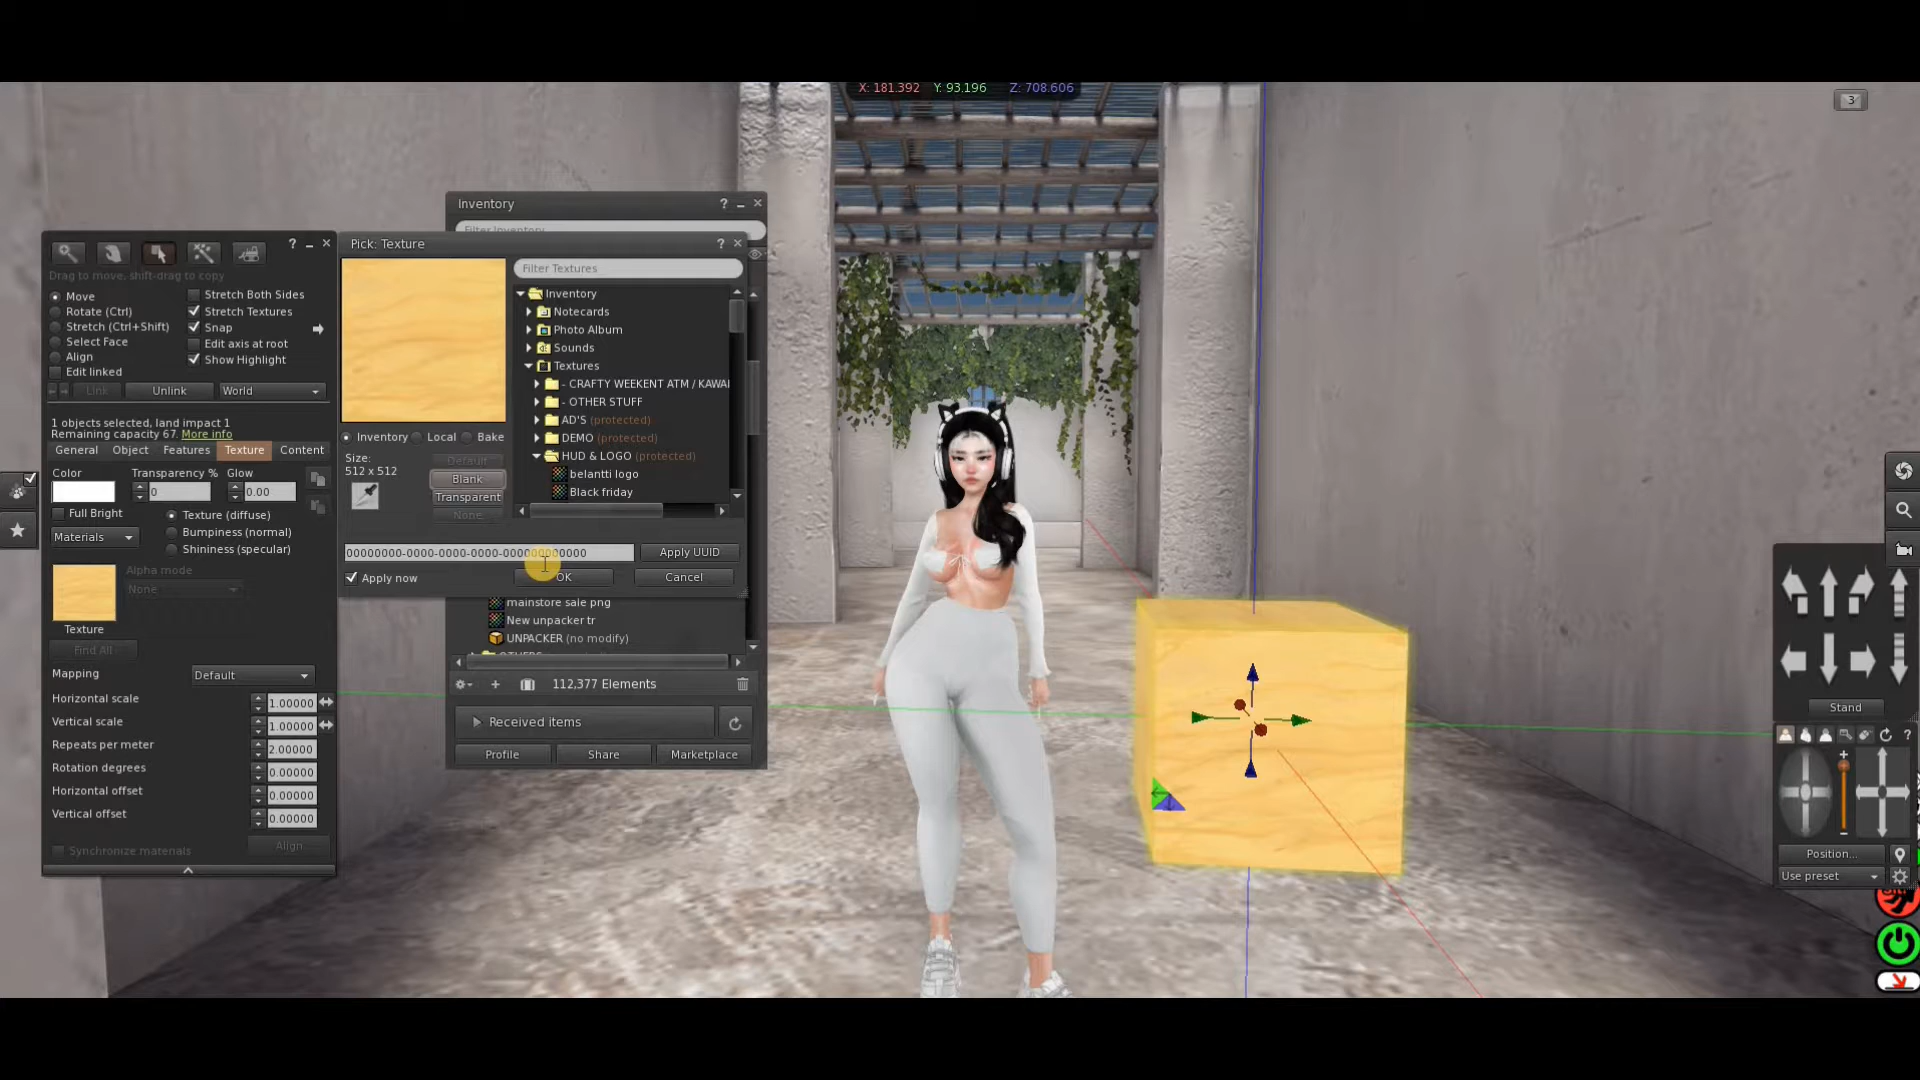 X: 181.392 Y: 93.196 Z: 708.606
3
Inventory ?
Filter Inventory
Pick: Texture ?
Filter Textures
Inventory
Notecards
Photo Album
Sounds
Textures
- CRAFTY WEEKENT ATM / KAWAI
- OTHER STUFF
AD'S (protected)
DEMO (protected)
HUD & LOGO (protected)
belantti logo
Black friday
Inventory Local Bake
Size:
512 x 512
Default
Blank
Transparent
None
00000000-0000-0000-0000-000000000000
Apply UUID
Apply now
OK
Cancel
mainstore sale png
New unpacker tr
UNPACKER (no modify)
112,377 Elements
Received items
Profile
Share
Marketplace
?
Drag to move, shift-drag to copy
Move
Rotate (Ctrl)
Stretch (Ctrl+Shift)
Select Face
Align
Edit linked
Stretch Both Sides
Stretch Textures
Snap
Edit axis at root
Show Highlight
Link
Unlink
World
1 objects selected, land impact 1
Remaining capacity 67. More info
General Object Features Texture Content
Color Transparency % Glow
0
0.00
Full Bright
Materials
Texture (diffuse)
Bumpiness (normal)
Shininess (specular)
Alpha mode
None
Texture
Find All
Mapping Default
Horizontal scale 1.00000
Vertical scale 1.00000
Repeats per meter 2.00000
Rotation degrees 0.00000
Horizontal offset 0.00000
Vertical offset 0.00000
Synchronize materials
Align
Stand
?
Position...
Use preset